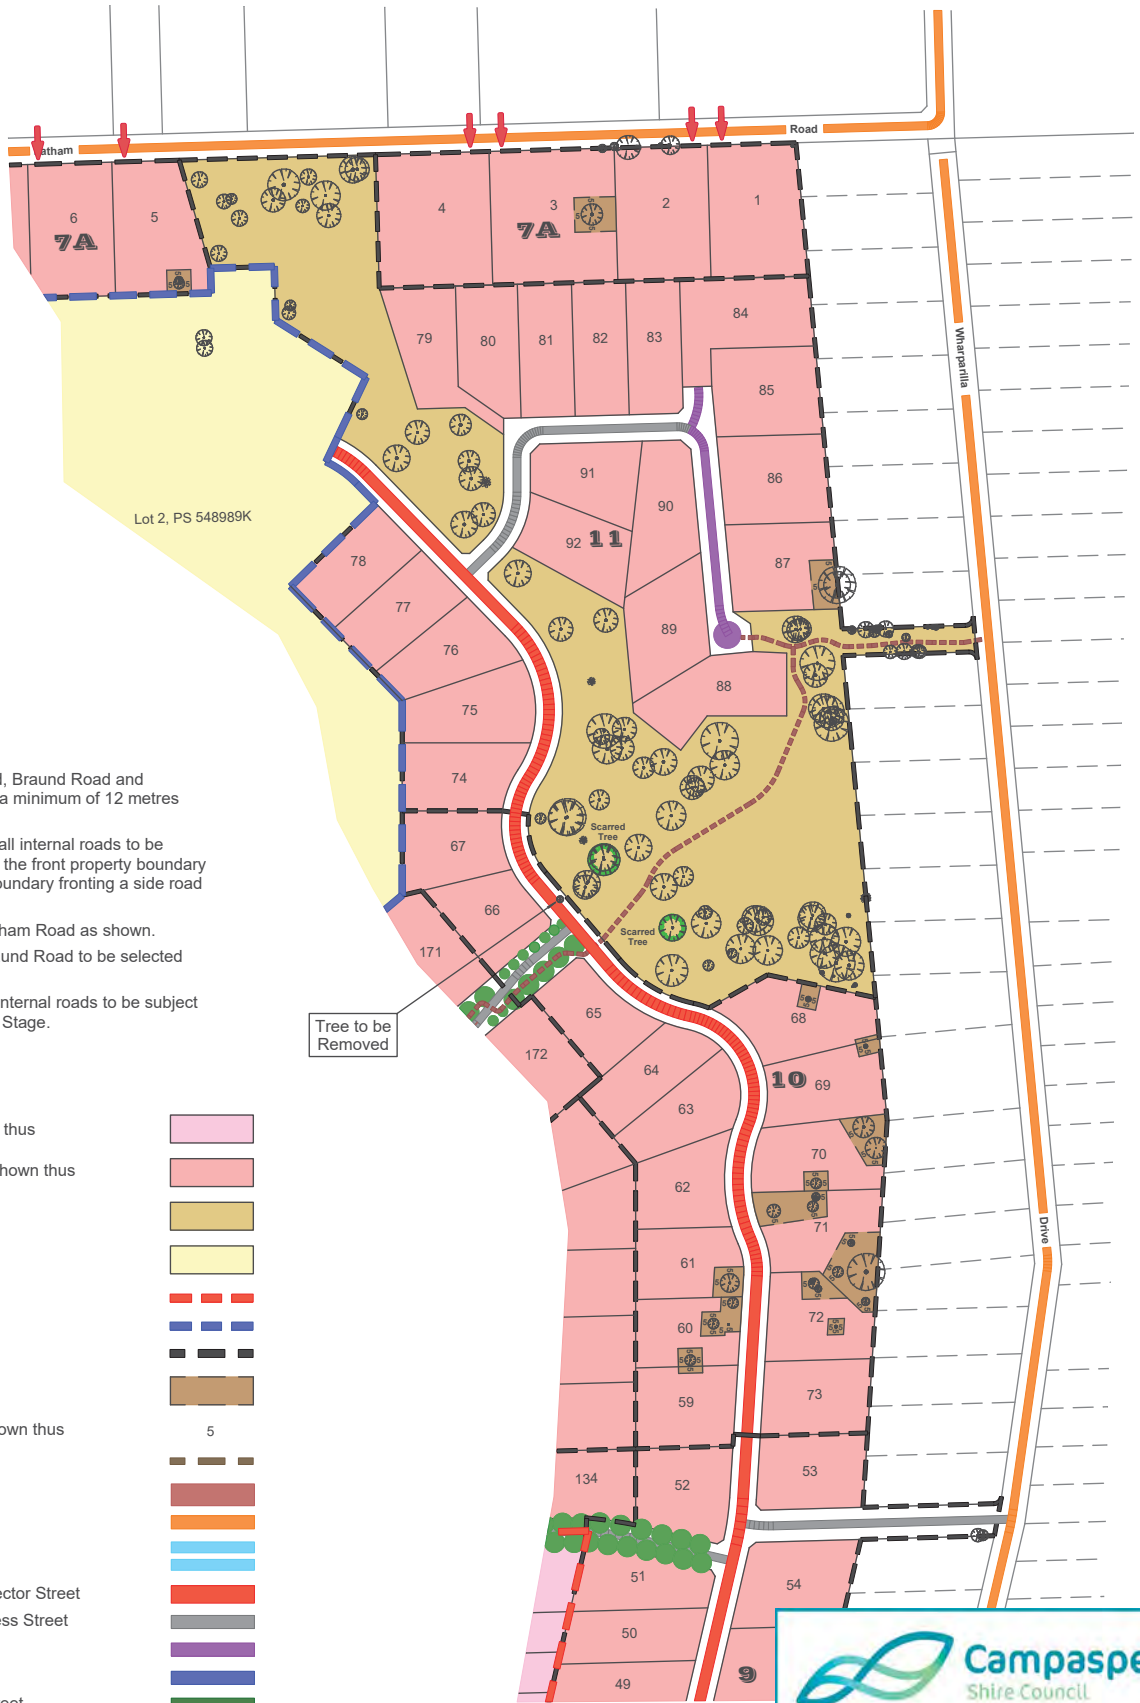 atham
Road
6
5
7A
4
3
7A
2
1
84
79
80
81
82
83
85
Wharparilla
91
90
86
92
11
Lot 2, PS 548989K
78
87
77
89
76
88
75
74
l, Braund Road and
a minimum of 12 metres
all internal roads to be
the front property boundary
oundary fronting a side road
ham Road as shown.
und Road to be selected
internal roads to be subject
Stage.
Scarred
Tree
67
66
Scarred
Tree
171
65
68
Tree to be
Removed
172
64
10
69
63
thus
70
hown thus
62
71
Drive
61
60
72
59
73
own thus
5
134
52
53
ector Street
ess Street
51
54
50
49
9
Campaspe
Shire Council